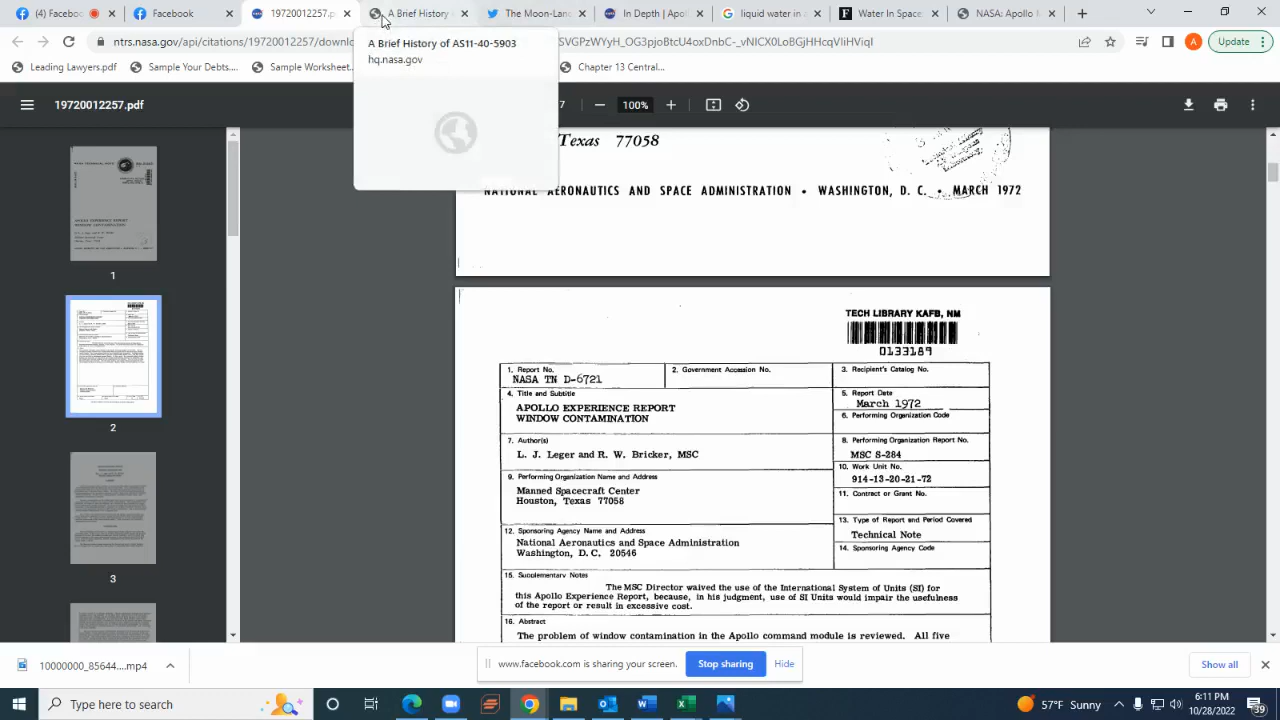 (4) Facebook
Facebook
19720012257.p
A Brief History
The Moon-Land
In Depth | Apo
liquid water in
Water In Space
NASA: Apollo
ntrs.nasa.gov/api/citations/19720012257/downlo
Update
Leading Lawyers.pdf
Sample Your Debts....
Sample Worksheet...
Chapter 13 Central...
A Brief History of AS11-40-5903
hq.nasa.gov
19720012257.pdf
7
100%
Texas 77058
NATIONAL AERONAUTICS AND SPACE ADMINISTRATION • WASHINGTON, D. C. • MARCH 1972
1
2
3
TECH LIBRARY KAFB, NM
0133189
1. Report No.
NASA TN D-6721
2. Government Accession No.
3. Recipient's Catalog No.
4. Title and Subtitle
APOLLO EXPERIENCE REPORT
WINDOW CONTAMINATION
5. Report Date
March 1972
6. Performing Organization Code
7. Author(s)
L. J. Leger and R. W. Bricker, MSC
8. Performing Organization Report No.
MSC S-284
9. Performing Organization Name and Address
Manned Spacecraft Center
Houston, Texas 77058
10. Work Unit No.
914-13-20-21-72
11. Contract or Grant No.
12. Sponsoring Agency Name and Address
National Aeronautics and Space Administration
Washington, D. C. 20546
13. Type of Report and Period Covered
Technical Note
14. Sponsoring Agency Code
15. Supplementary Notes
The MSC Director waived the use of the International System of Units (SI) for
this Apollo Experience Report, because, in his judgment, use of SI Units would impair the usefulness
of the report or result in excessive cost.
16. Abstract
The problem of window contamination in the Apollo command module is reviewed. All five
10000000_85644....mp4
www.facebook.com is sharing your screen.
Stop sharing
Hide
Show all
Type here to search
57°F Sunny
10/28/2022